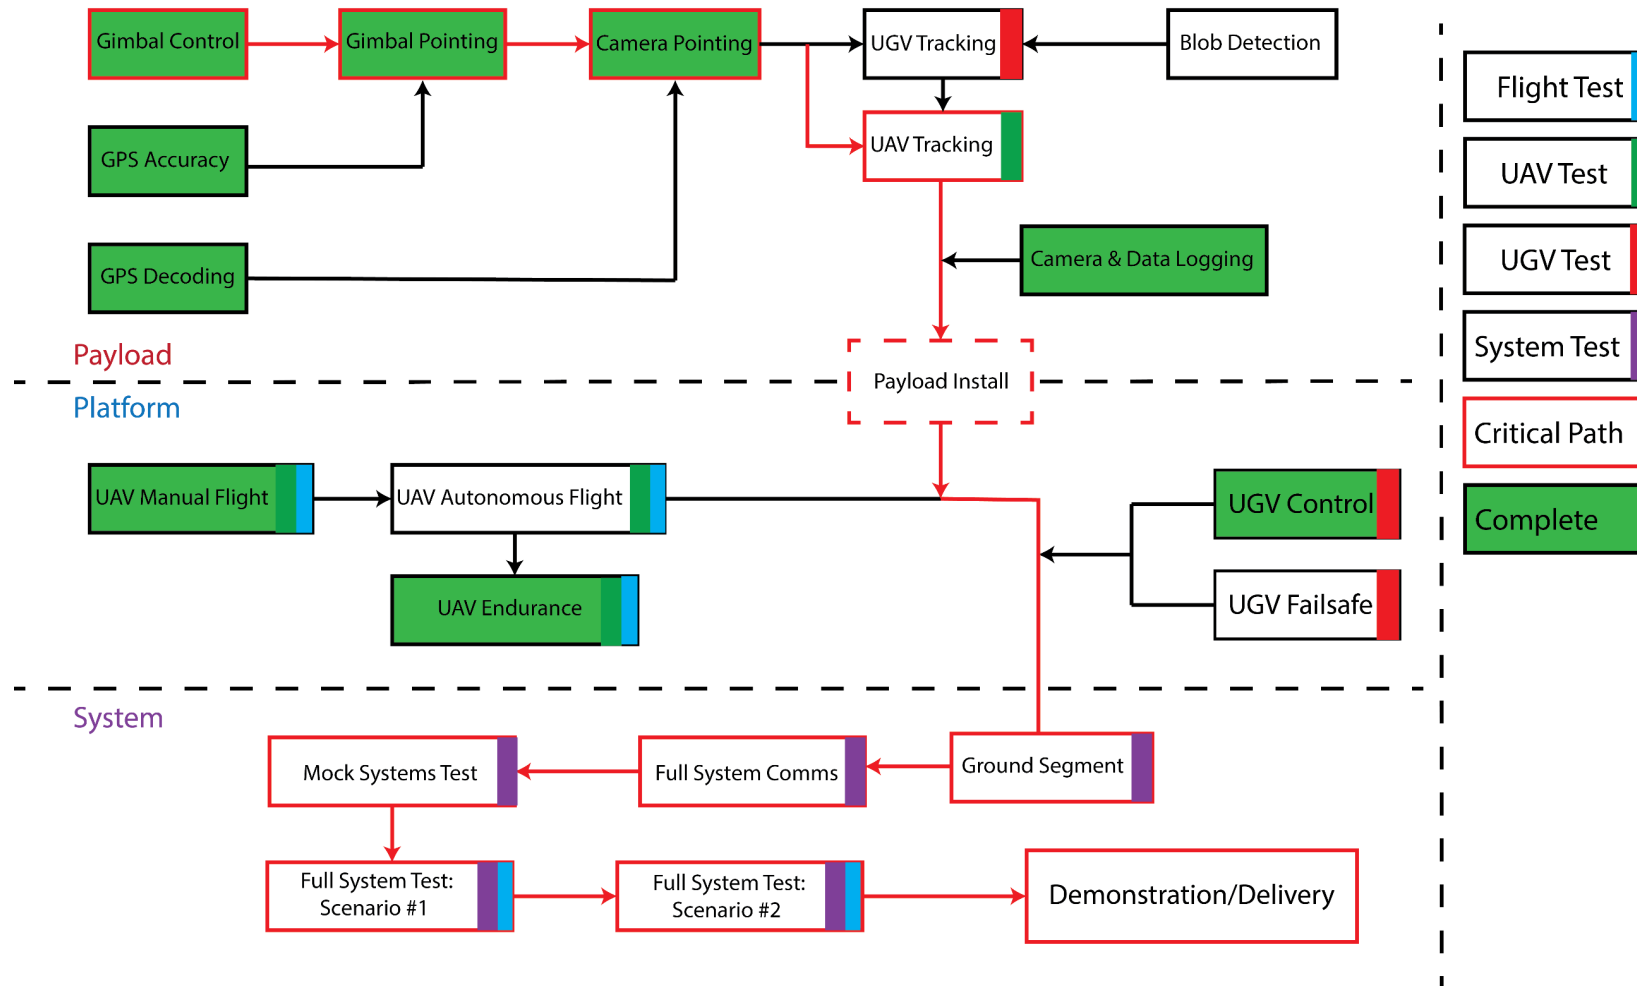 Gimbal Control
Gimbal Pointing
Camera Pointing
UGV Tracking
Blob Detection
GPS Accuracy
UAV Tracking
GPS Decoding
Camera & Data Logging
Payload
Payload Install
Platform
UAV Manual Flight
UAV Autonomous Flight
UGV Control
UAV Endurance
UGV Failsafe
System
Mock Systems Test
Full System Comms
Ground Segment
Full System Test:
Scenario #1
Full System Test:
Scenario #2
Demonstration/Delivery
Flight Test
UAV Test
UGV Test
System Test
Critical Path
Complete